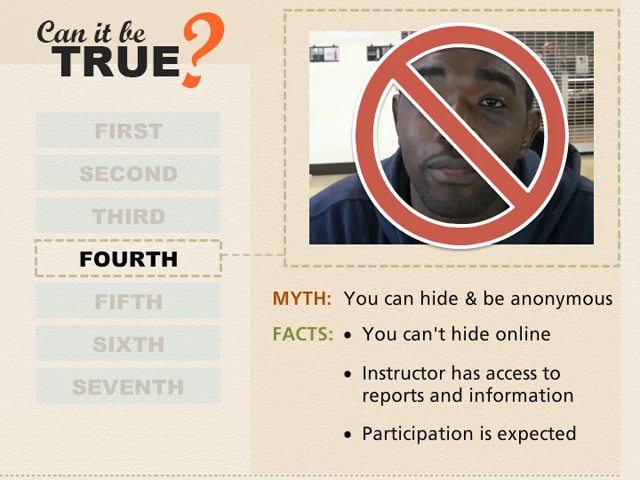 Can it be
TRUE?
FIRST
SECOND
THIRD
FOURTH
FIFTH
SIXTH
SEVENTH
MYTH: You can hide & be anonymous
FACTS: • You can't hide online
• Instructor has access to
reports and information
• Participation is expected